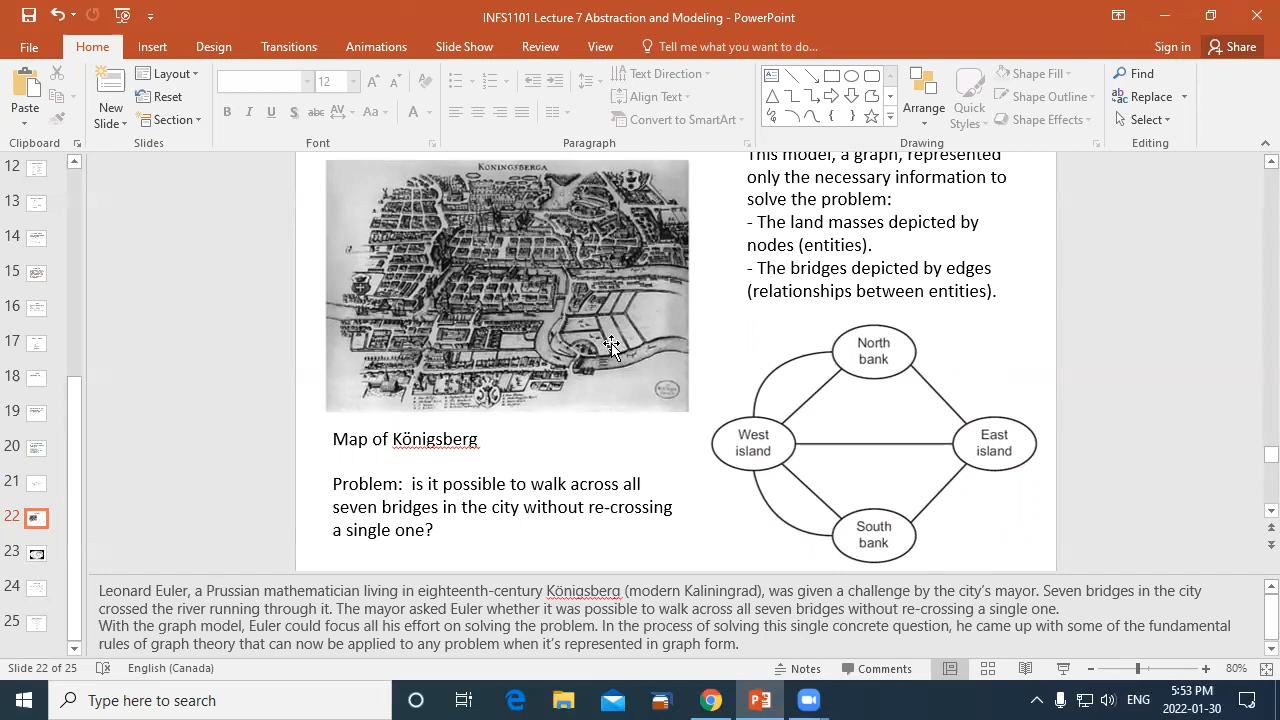 INFS1101 Lecture 7 Abstraction and Modeling - PowerPoint
File Home Insert Design Transitions Animations Slide Show Review View Tell me what you want to do... Sign in Share
Paste
Clipboard
New Slide
Layout
Reset
Section
Slides
12
B I U S abc AV Aa A
Font
Text Direction
Align Text
Convert to SmartArt
Paragraph
Arrange
Quick Styles
Shape Fill
Shape Outline
Shape Effects
Drawing
Find
Replace
Select
Editing
12
13
14
15
16
17
18
19
20
21
22
23
24
25
KONINGSBERGA
Map of Königsberg
Problem: is it possible to walk across all
seven bridges in the city without re-crossing
a single one?
This model, a graph, represented
only the necessary information to
solve the problem:
- The land masses depicted by
nodes (entities).
- The bridges depicted by edges
(relationships between entities).
North
bank
West
island
East
island
South
bank
Leonard Euler, a Prussian mathematician living in eighteenth-century Königsberg (modern Kaliningrad), was given a challenge by the city's mayor. Seven bridges in the city
crossed the river running through it. The mayor asked Euler whether it was possible to walk across all seven bridges without re-crossing a single one.
With the graph model, Euler could focus all his effort on solving the problem. In the process of solving this single concrete question, he came up with some of the fundamental
rules of graph theory that can now be applied to any problem when it's represented in graph form.
Slide 22 of 25 English (Canada) Notes Comments 80%
Type here to search
ENG
5:53 PM
2022-01-30